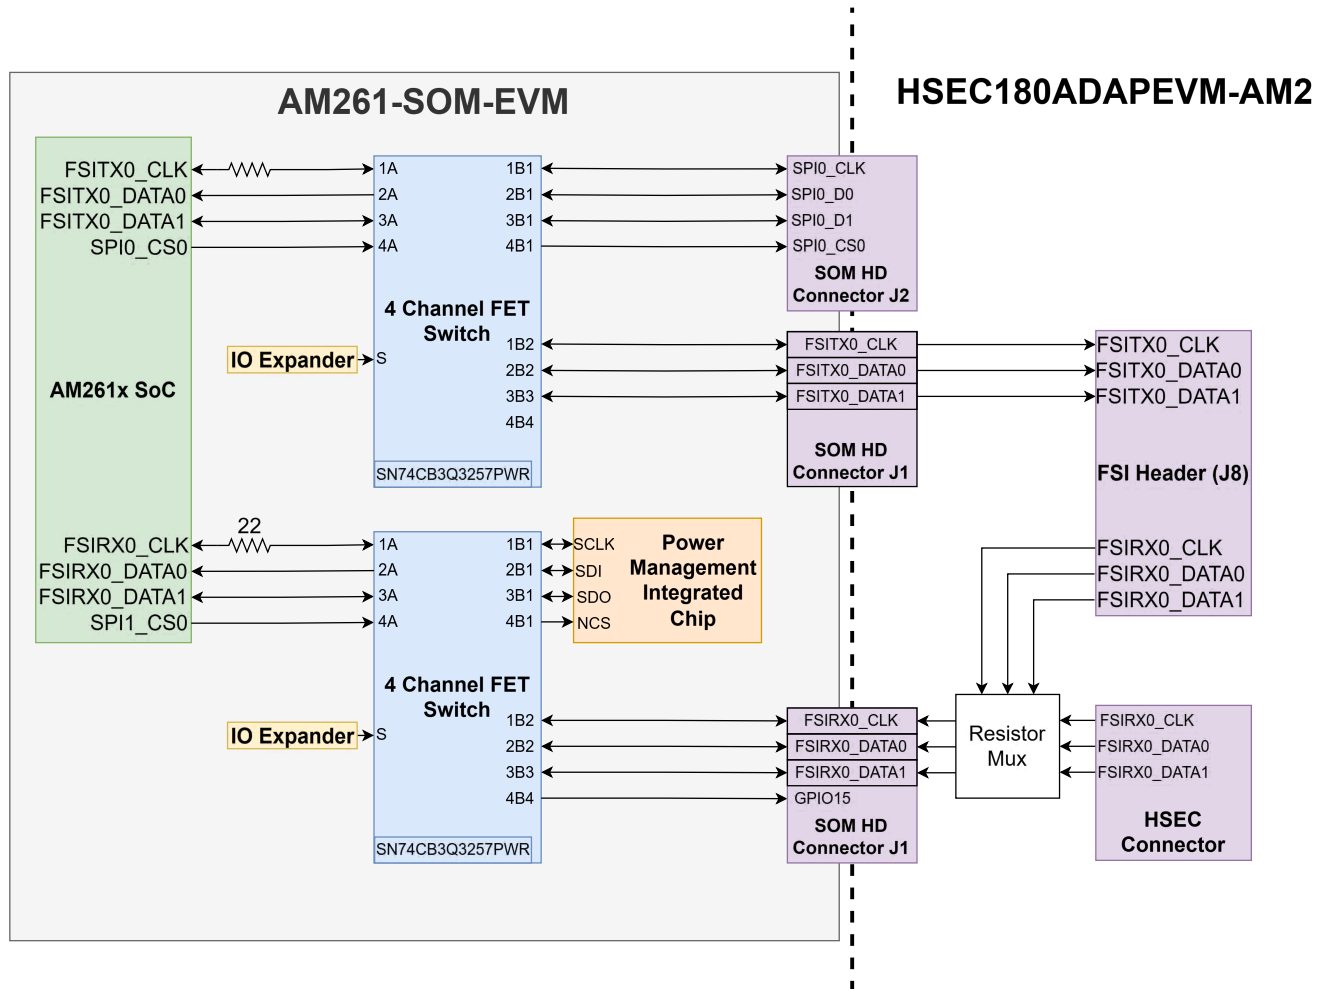 AM261-SOM-EVM
HSEC180ADAPEVM-AM2
FSITX0_CLK
FSITX0_DATA0
FSITX0_DATA1
SPI0_CS0
AM261x SoC
FSIRX0_CLK
FSIRX0_DATA0
FSIRX0_DATA1
SPI1_CS0
22
1A
2A
3A
4A
1B1
2B1
3B1
4B1
4 Channel FET
Switch
IO Expander
S
1B2
2B2
3B3
4B4
SN74CB3Q3257PWR
SPI0_CLK
SPI0_D0
SPI0_D1
SPI0_CS0
SOM HD
Connector J2
FSITX0_CLK
FSITX0_DATA0
FSITX0_DATA1
SOM HD
Connector J1
FSITX0_CLK
FSITX0_DATA0
FSITX0_DATA1
FSI Header (J8)
FSIRX0_CLK
FSIRX0_DATA0
FSIRX0_DATA1
1A
2A
3A
4A
1B1
2B1
3B1
4B1
SCLK
SDI
SDO
NCS
Power
Management
Integrated
Chip
4 Channel FET
Switch
IO Expander
S
1B2
2B2
3B3
4B4
SN74CB3Q3257PWR
FSIRX0_CLK
FSIRX0_DATA0
FSIRX0_DATA1
GPIO15
SOM HD
Connector J1
Resistor
Mux
FSIRX0_CLK
FSIRX0_DATA0
FSIRX0_DATA1
HSEC
Connector